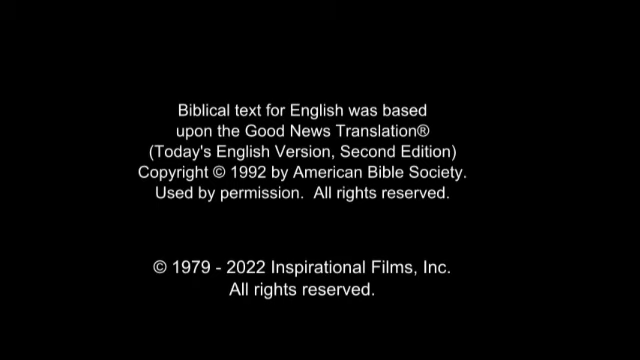 Biblical text for English was based
upon the Good News Translation®
(Today's English Version, Second Edition)
Copyright © 1992 by American Bible Society.
Used by permission.  All rights reserved.
© 1979 - 2022 Inspirational Films, Inc.
All rights reserved.